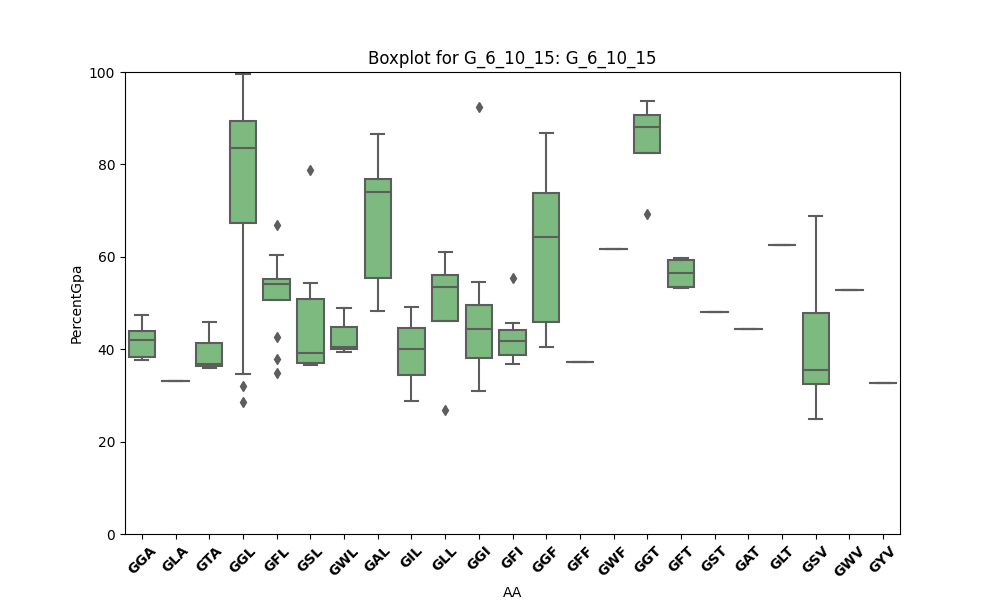 Boxplot for G_6_10_15: G_6_10_15
100
80
60
40
20
0
PercentGpa
GGA GLA GTA GGL GFL GSL GWL GAL GIL GLL GGI GFI GGF GFF GWF GGT GFT GST GAT GLT GSV GWV GYV
AA